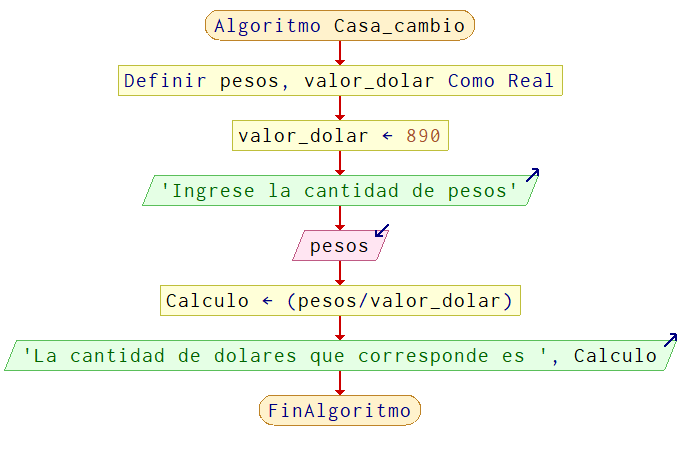 Algoritmo Casa_cambio
Definir pesos, valor_dolar Como Real
valor_dolar ← 890
'Ingrese la cantidad de pesos'
pesos
Calculo ← (pesos/valor_dolar)
'La cantidad de dolares que corresponde es ', Calculo
FinAlgoritmo